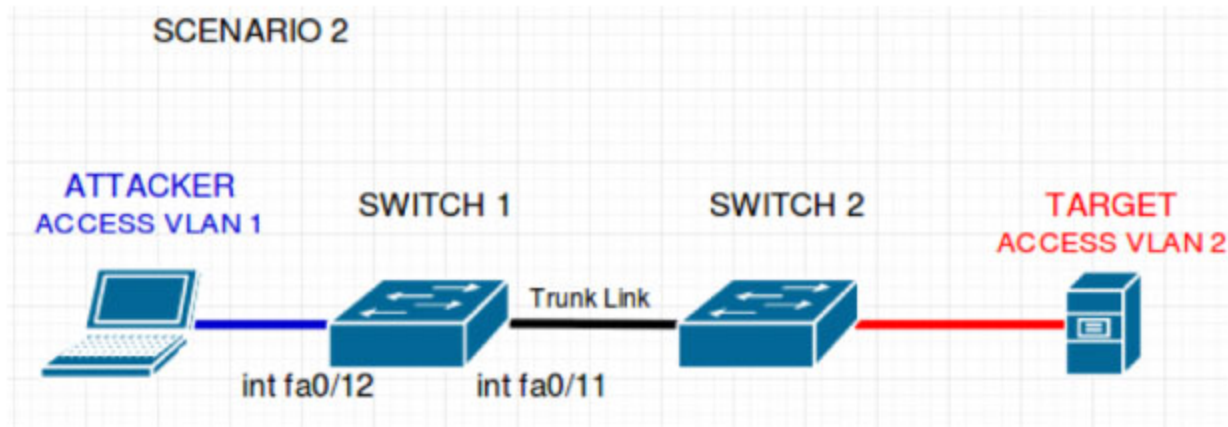 SCENARIO 2
ATTACKER
ACCESS VLAN 1
SWITCH 1
SWITCH 2
TARGET
ACCESS VLAN 2
Trunk Link
int fa0/12
int fa0/11